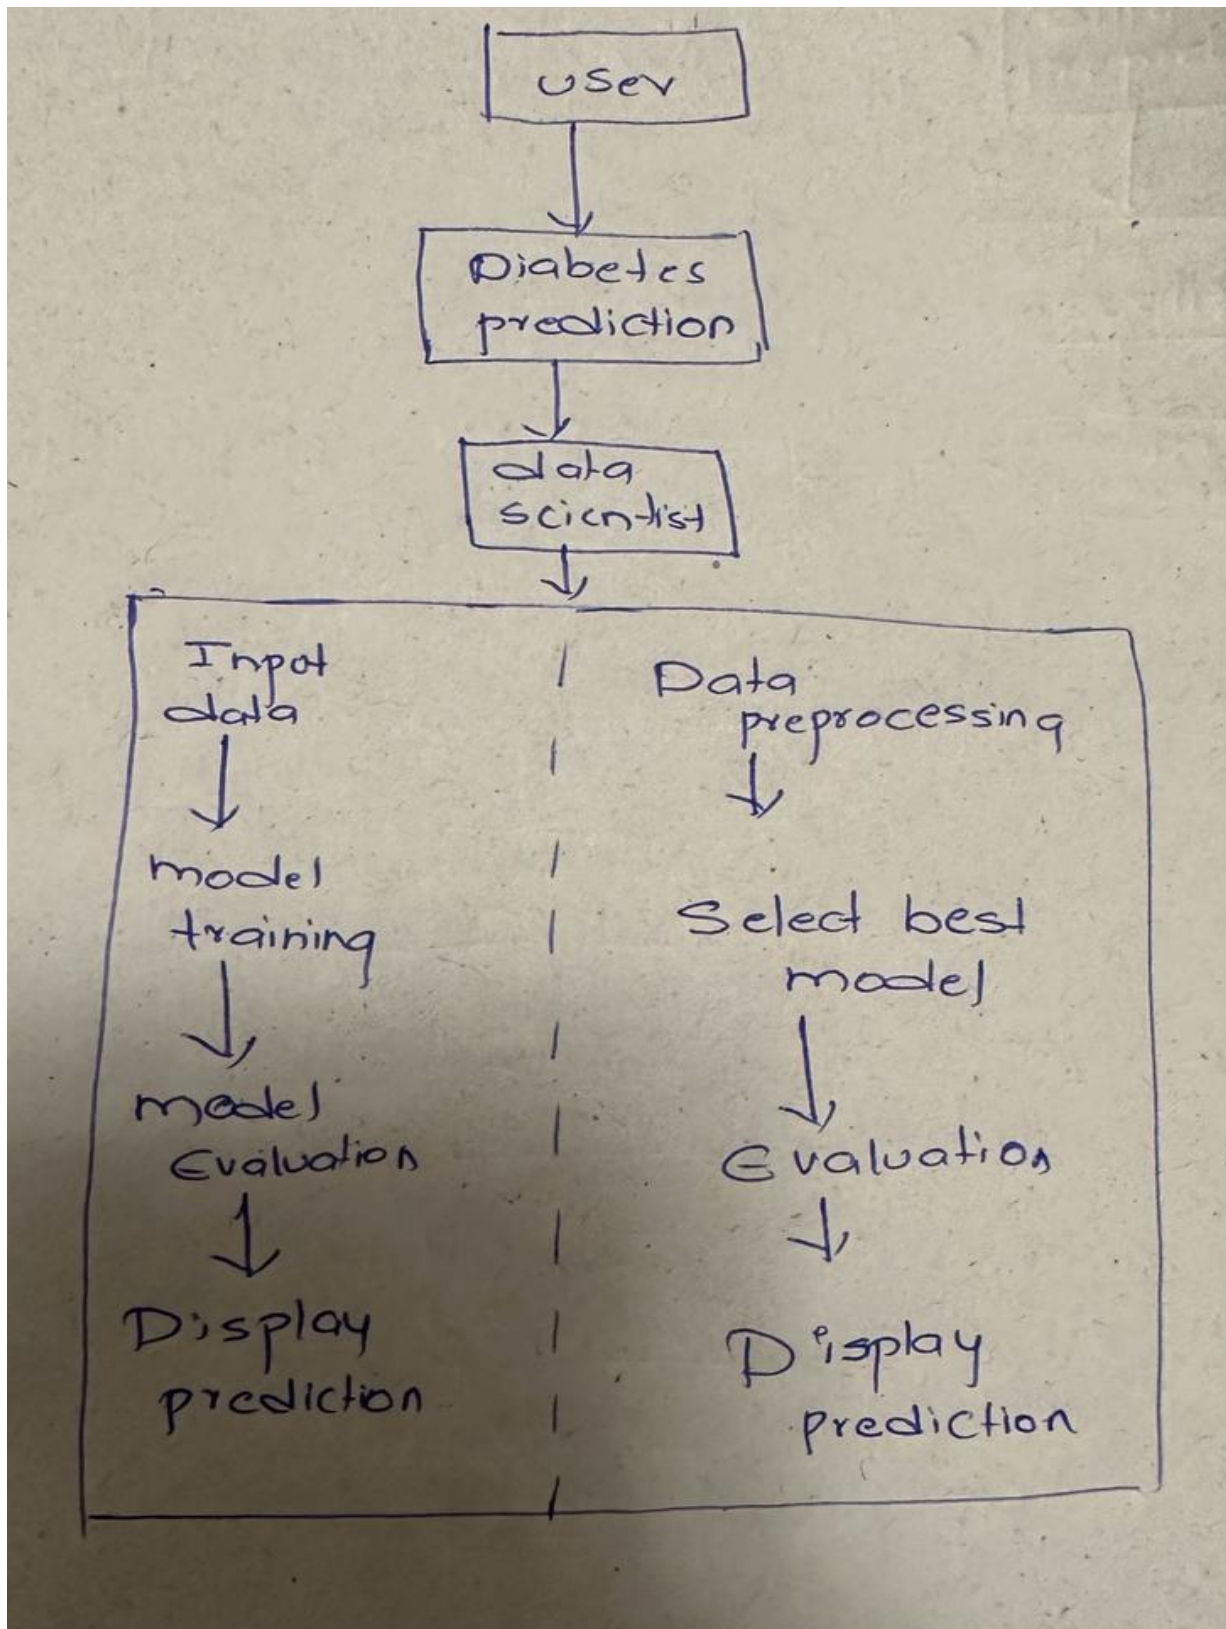 user
Diabetes
prediction
data
scientist
Input
data
model
training
model
Evaluation
Display
prediction
Data
preprocessing
Select best
model
Evaluation
Display
prediction